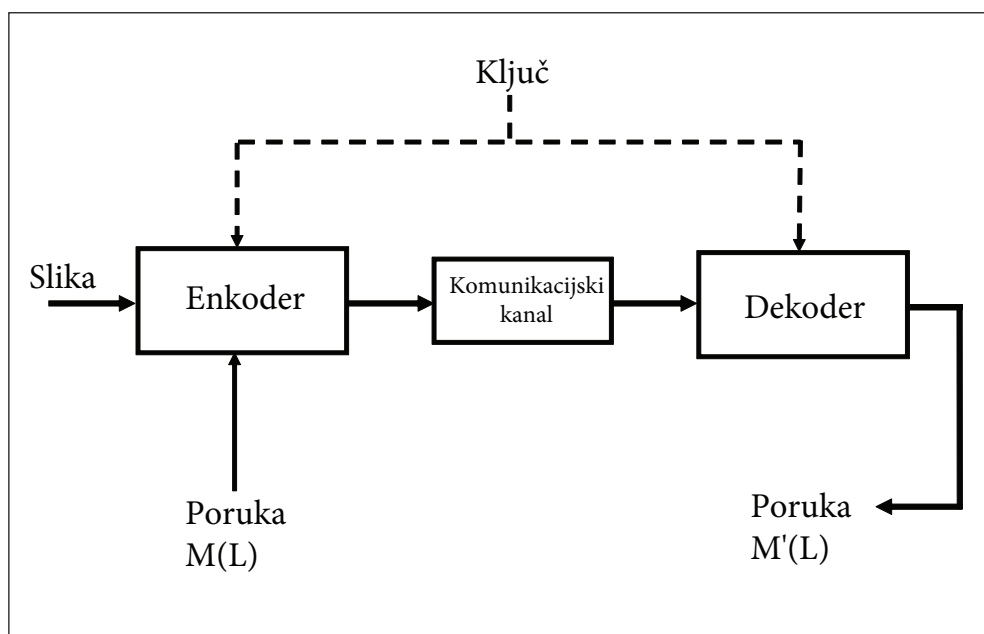 Ključ
Slika
Enkoder
Komunikacijski
kanal
Dekoder
Poruka
M(L)
Poruka
M'(L)